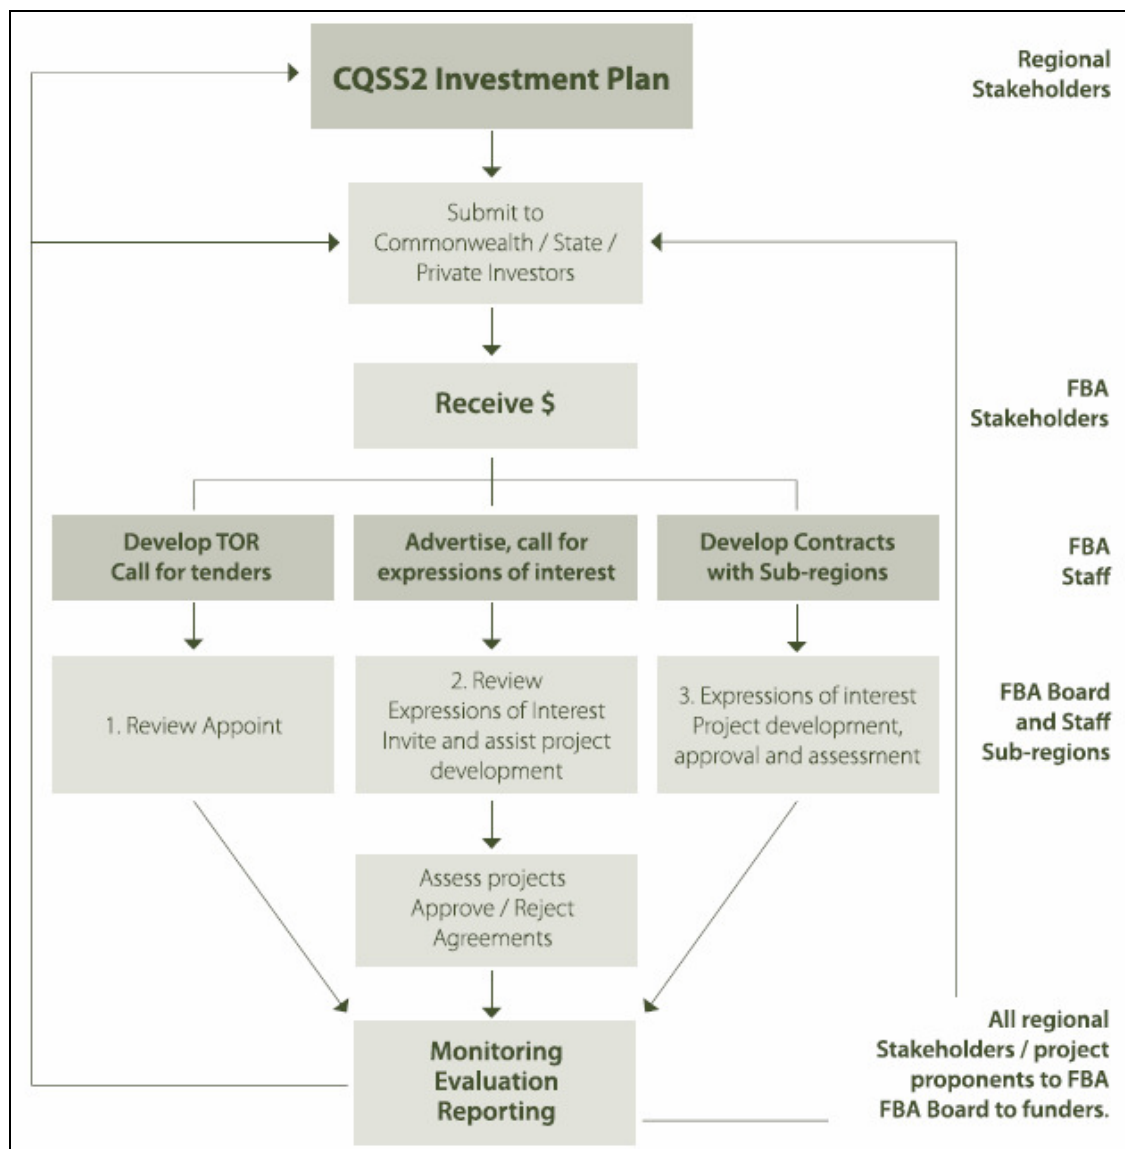 CQSS2 Investment Plan
Regional
Stakeholders
Submit to
Commonwealth / State /
Private Investors
Receive $
FBA
Stakeholders
Develop TOR
Call for tenders
Advertise, call for
expressions of interest
Develop Contracts
with Sub-regions
FBA
Staff
1. Review Appoint
2. Review
Expressions of Interest
Invite and assist project
development
3. Expressions of interest
Project development,
approval and assessment
FBA Board
and Staff
Sub-regions
Assess projects
Approve / Reject
Agreements
Monitoring
Evaluation
Reporting
All regional
Stakeholders / project
proponents to FBA
FBA Board to funders.